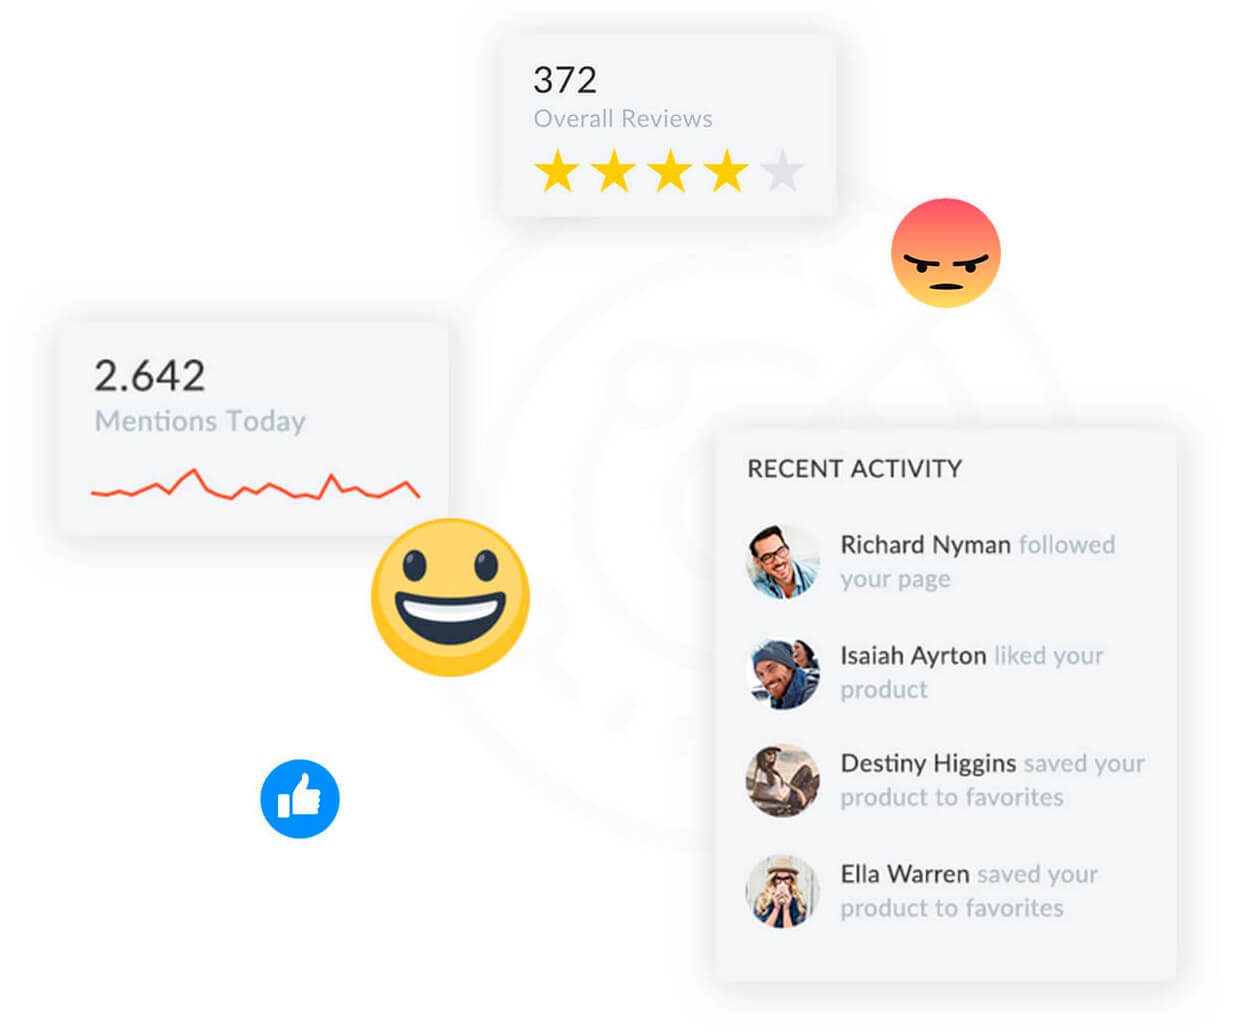 372
Overall Reviews
2.642
Mentions Today
RECENT ACTIVITY
Richard Nyman followed
your page
Isaiah Ayrton liked your
product
Destiny Higgins saved your
product to favorites
Ella Warren saved your
product to favorites